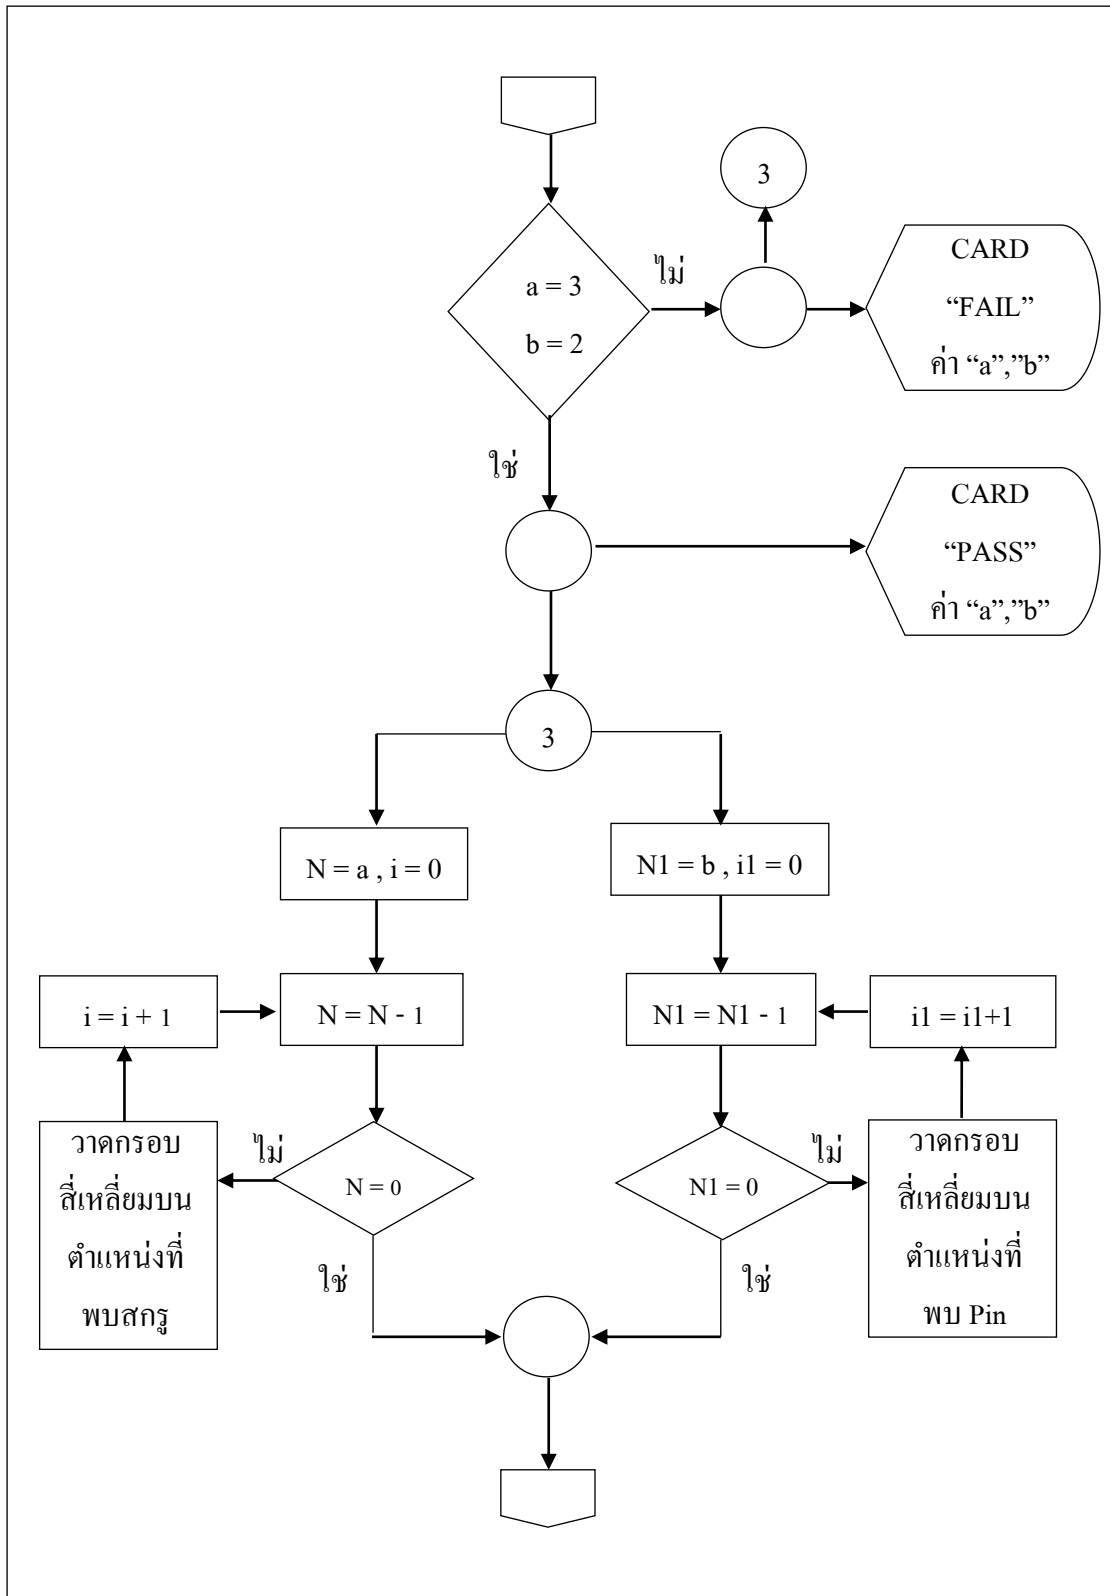 3
a = 3
b = 2
ไม่
CARD
“FAIL”
ค่า “a”,”b”
ใช่
CARD
“PASS”
ค่า “a”,”b”
3
N = a , i = 0
N1 = b , i1 = 0
i = i + 1
N = N - 1
N1 = N1 - 1
i1 = i1+1
วาดกรอบ
สี่เหลี่ยมบน
ตำแหน่งที่
พบสกรู
ไม่
N = 0
ใช่
N1 = 0
ไม่
ใช่
วาดกรอบ
สี่เหลี่ยมบน
ตำแหน่งที่
พบ Pin